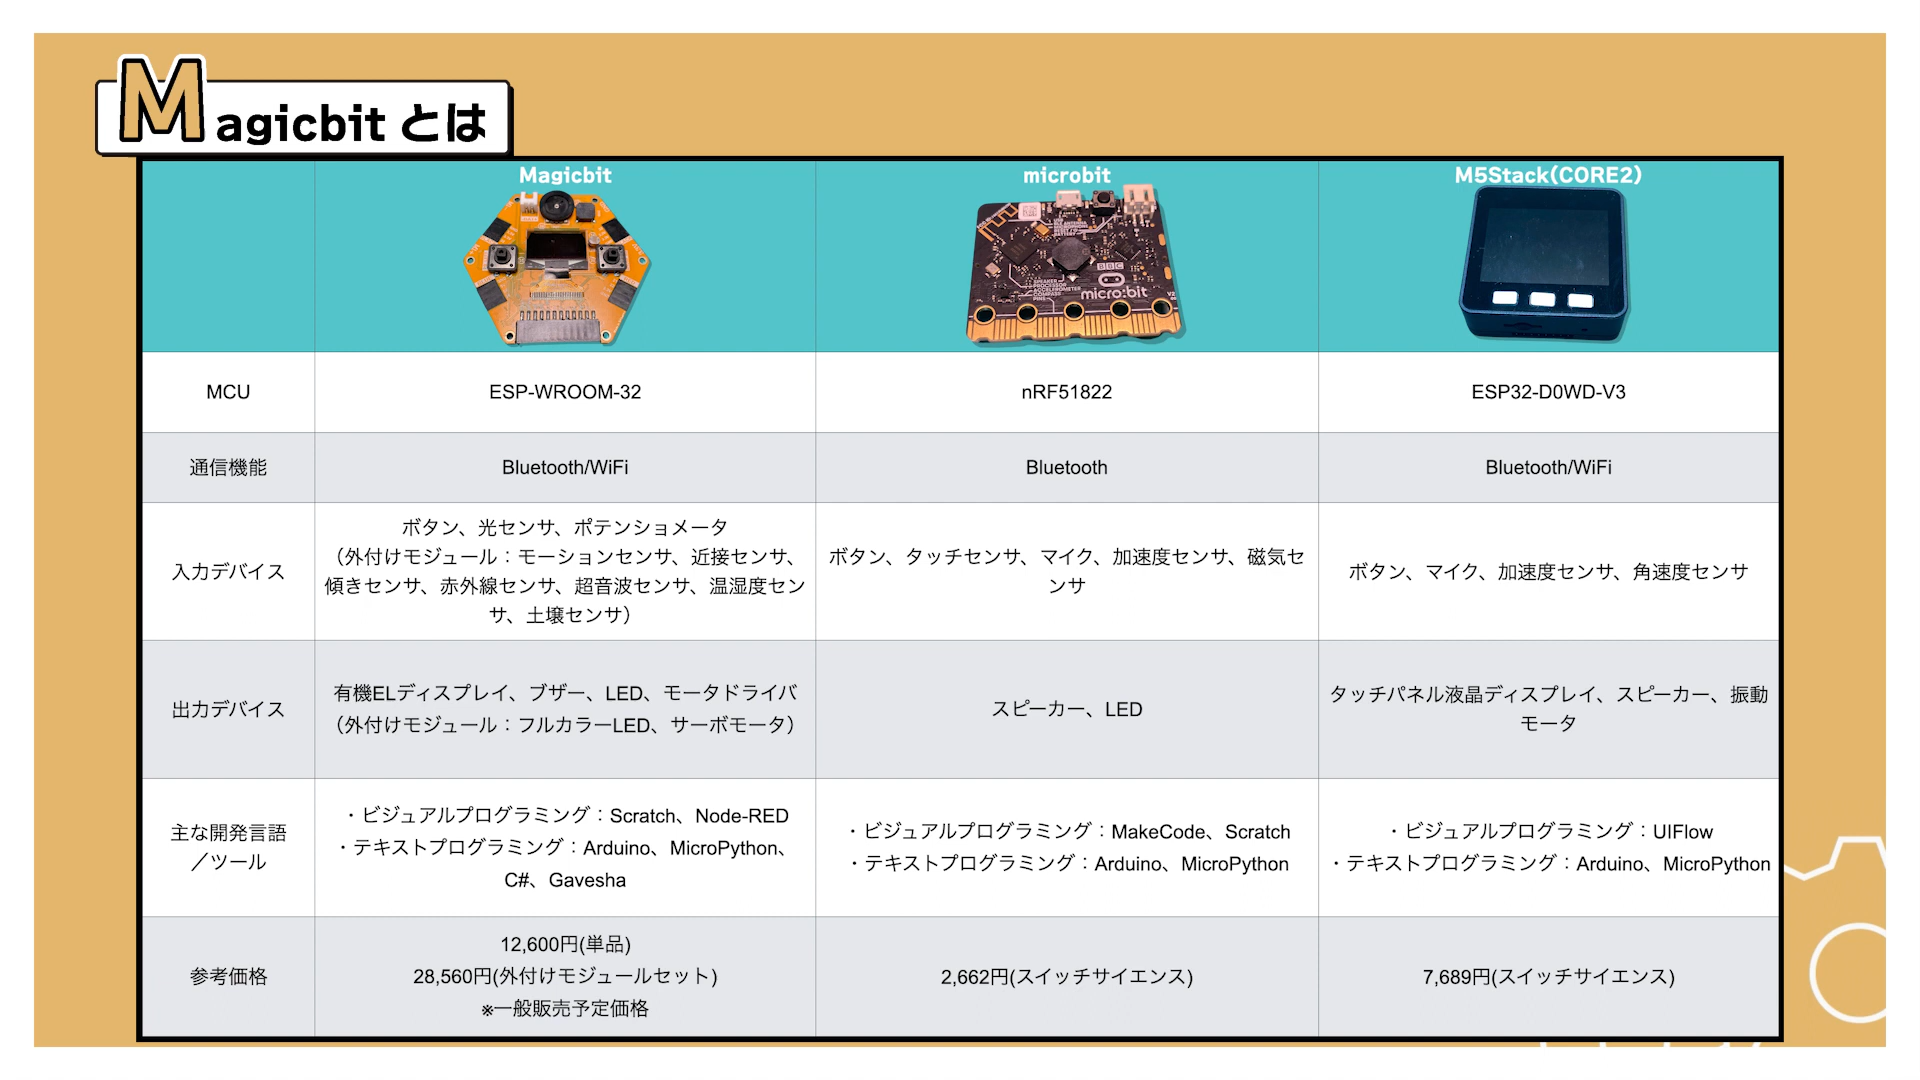 Magicbit とは
Magicbit
microbit
M5Stack(CORE2)
BBC
micro:bit
MCU
ESP-WROOM-32
nRF51822
ESP32-D0WD-V3
通信機能
Bluetooth/WiFi
Bluetooth
Bluetooth/WiFi
入力デバイス
ボタン、光センサ、ポテンショメータ
（外付けモジュール：モーションセンサ、近接センサ、
傾きセンサ、赤外線センサ、超音波センサ、温湿度セン
サ、土壌センサ）
ボタン、タッチセンサ、マイク、加速度センサ、磁気セ
ンサ
ボタン、マイク、加速度センサ、角速度センサ
出力デバイス
有機ELディスプレイ、ブザー、LED、モータドライバ
（外付けモジュール：フルカラーLED、サーボモータ）
スピーカー、LED
タッチパネル液晶ディスプレイ、スピーカー、振動
モータ
主な開発言語
／ツール
・ビジュアルプログラミング：Scratch、Node-RED
・テキストプログラミング：Arduino、MicroPython、
C#、Gavesha
・ビジュアルプログラミング：MakeCode、Scratch
・テキストプログラミング：Arduino、MicroPython
・ビジュアルプログラミング：UIFlow
・テキストプログラミング：Arduino、MicroPython
参考価格
12,600円(単品)
28,560円(外付けモジュールセット)
※一般販売予定価格
2,662円(スイッチサイエンス)
7,689円(スイッチサイエンス)